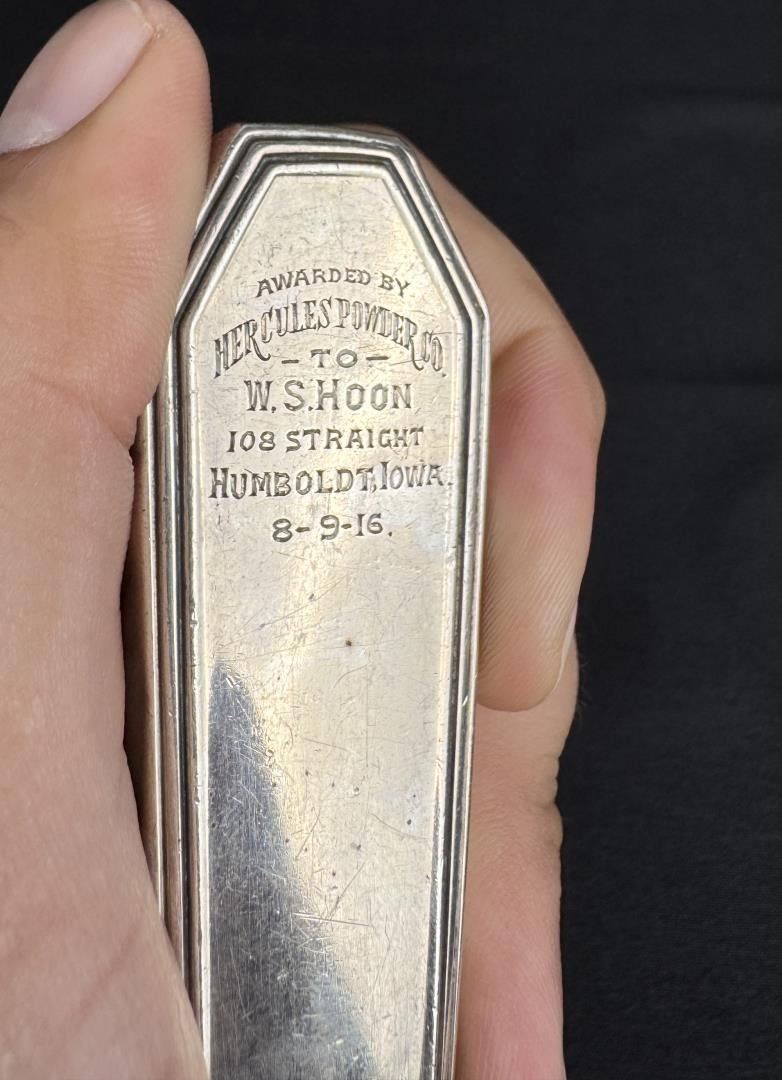 AWARDED BY
HERCULES POWDER CO.
- TO -
W. S. HOON
108 STRAIGHT
HUMBOLDT, IOWA.
8-9-16.